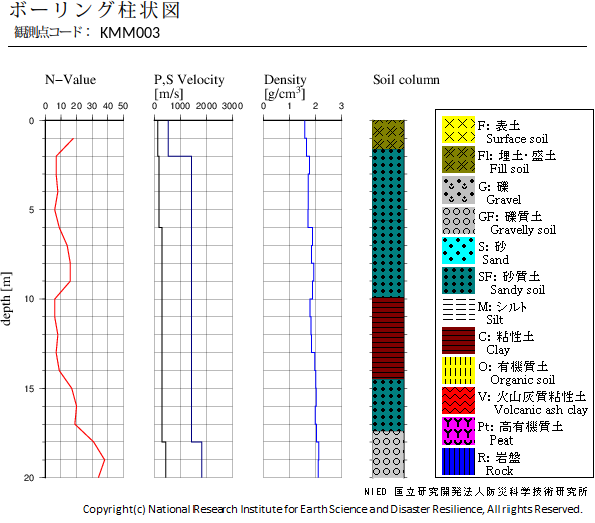 ボーリング柱状図
観測点コード： KMM003
N−Value
P,S Velocity
[m/s]
Density
[g/cm3]
Soil column
0 10 20 30 40 50
0 1000 2000 3000
0 1 2 3
0
5
10
15
20
depth [m]
F: 表土
Surface soil
Fl: 埋土・盛土
Fill soil
G: 礫
Gravel
GF: 礫質土
Gravelly soil
S: 砂
Sand
SF: 砂質土
Sandy soil
M: シルト
Silt
C: 粘性土
Clay
O: 有機質土
Organic soil
V: 火山灰質粘性土
Volcanic ash clay
Pt: 高有機質土
Peat
R: 岩盤
Rock
NIED 国立研究開発法人防災科学技術研究所
Copyright(c) National Research Institute for Earth Science and Disaster Resilience, All rights Reserved.